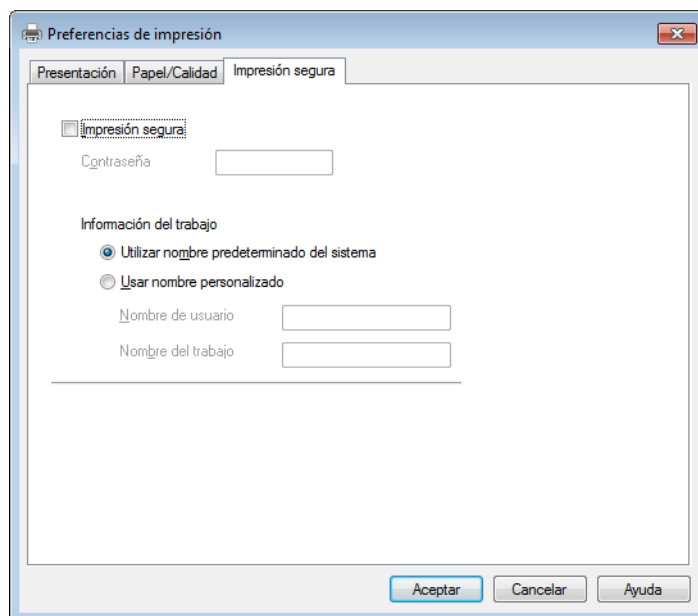 Preferencias de impresión
Presentación Papel/Calidad Impresión segura
Impresión segura
Contraseña
Información del trabajo
Utilizar nombre predeterminado del sistema
Usar nombre personalizado
Nombre de usuario
Nombre del trabajo
Aceptar Cancelar Ayuda